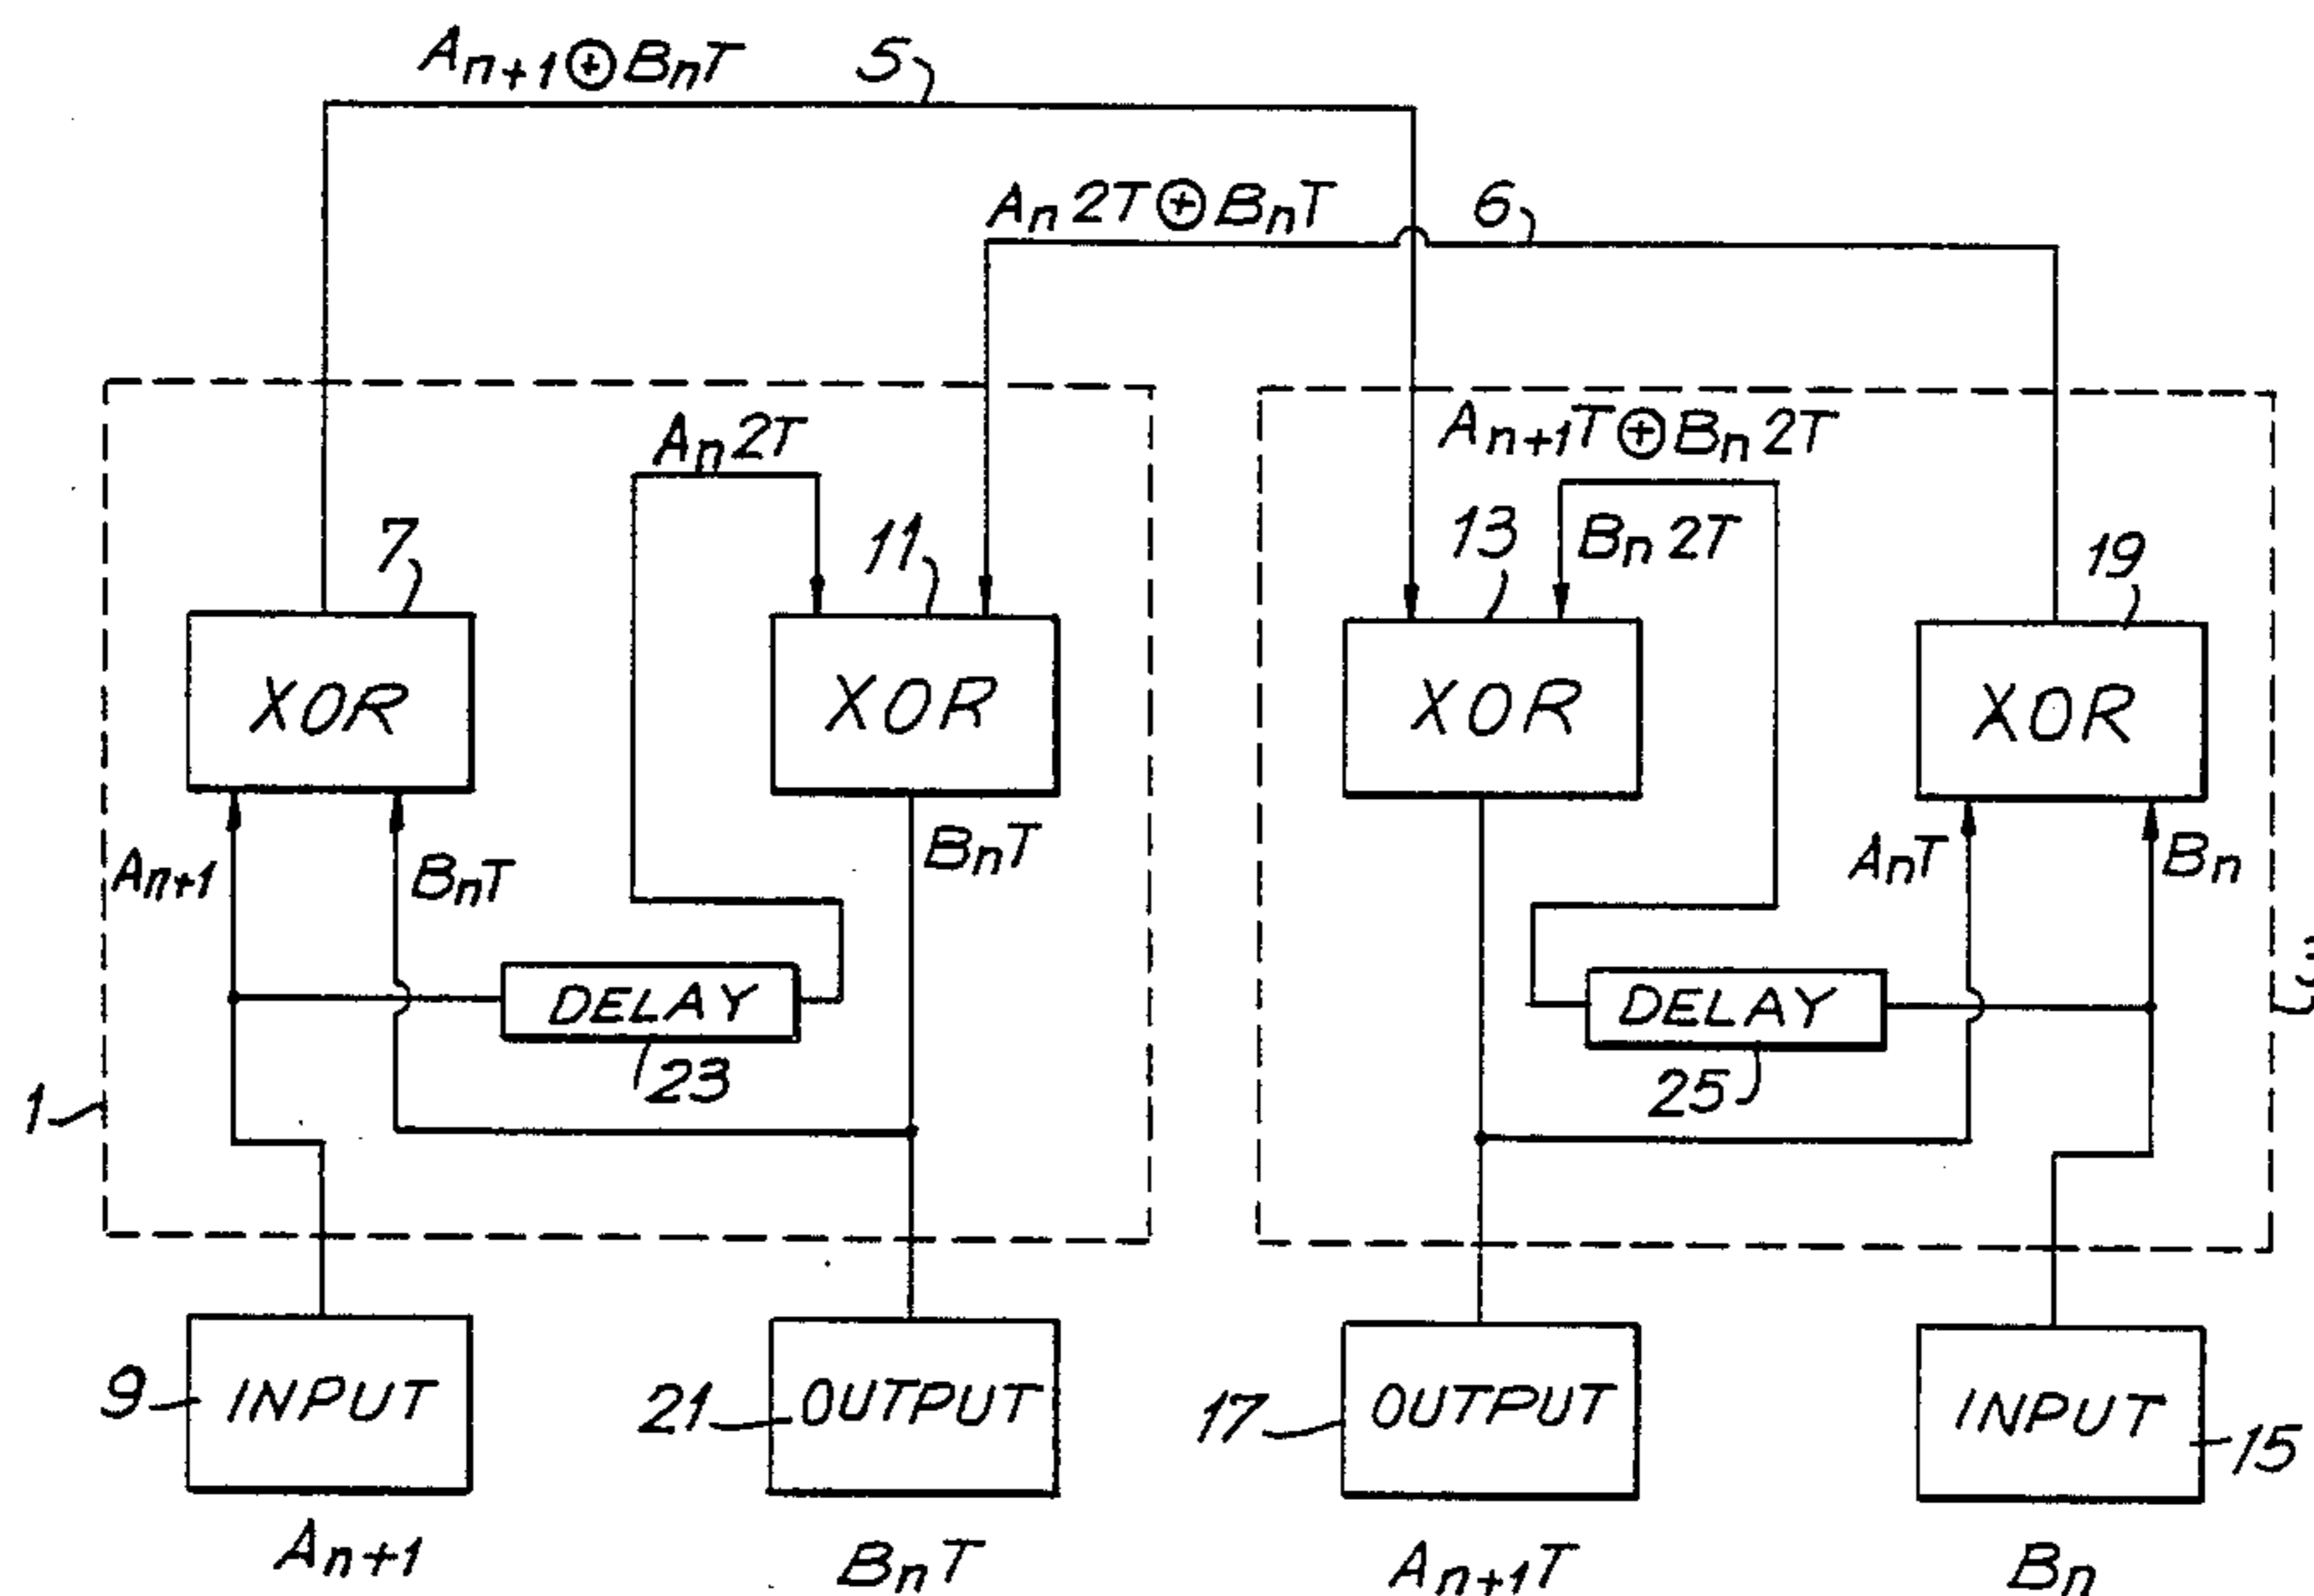 An+1⊕BnT
5
An2T⊕BnT
6
An2T
An+1T⊕Bn2T
7
11
13
Bn2T
19
XOR
XOR
XOR
XOR
An+1
BnT
BnT
AnT
Bn
DELAY
DELAY
3
23
25
1
9
INPUT
21
OUTPUT
17
OUTPUT
INPUT
15
An+1
BnT
An+1T
Bn